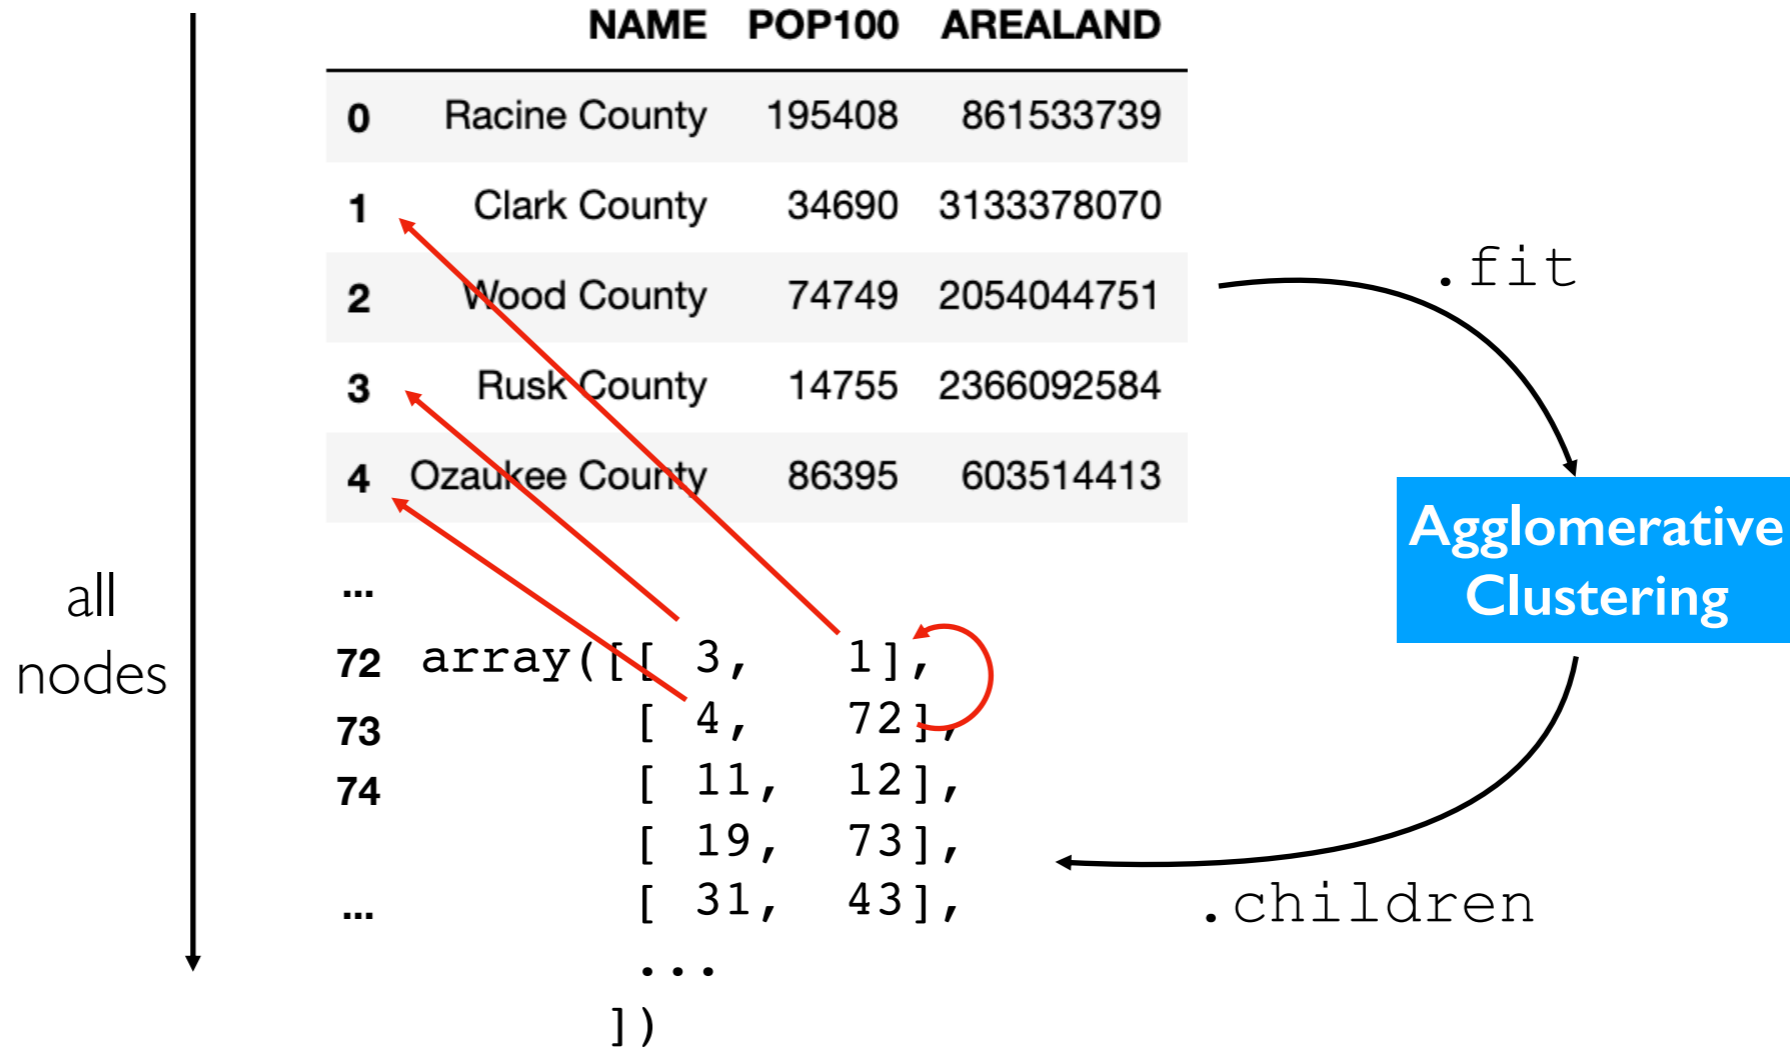 NAME POP100 AREALAND
0 Racine County 195408 861533739
1 Clark County 34690 3133378070
2 Wood County 74749 2054044751
3 Rusk County 14755 2366092584
4 Ozaukee County 86395 603514413
...
72 array([[ 3, 1],
73 [ 4, 72],
74 [ 11, 12],
[ 19, 73],
... [ 31, 43],
...
])
all
nodes
.fit
Agglomerative
Clustering
.children